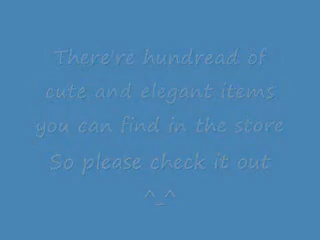 There're hundread of
cute and elegant items
you can find in the store
So please check it out
^_^